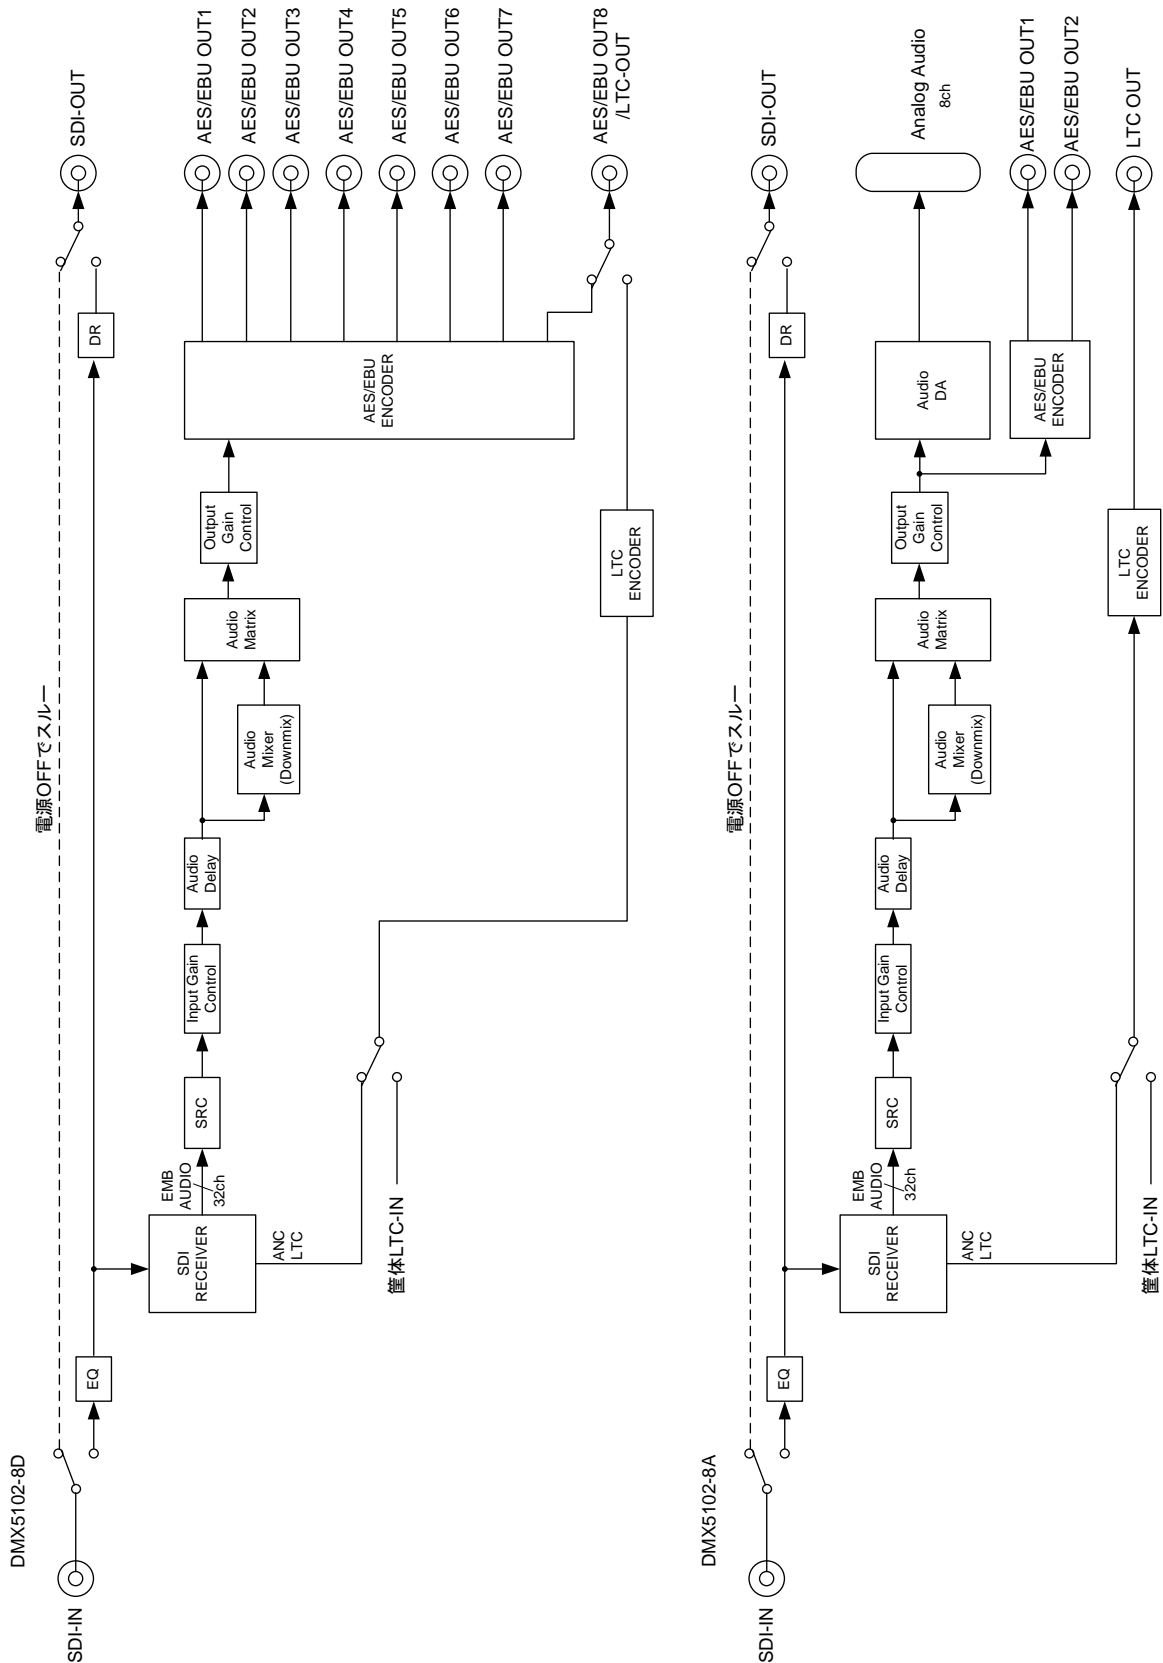 DMX5102-8D
SDI-IN
EQ
電源OFFでスルー
DR
SDI-OUT
SDI
RECEIVER
EMB
AUDIO
32ch
SRC
Input Gain
Control
Audio
Delay
Audio
Mixer
(Downmix)
Audio
Matrix
Output
Gain
Control
AES/EBU
ENCODER
AES/EBU OUT1
AES/EBU OUT2
AES/EBU OUT3
AES/EBU OUT4
AES/EBU OUT5
AES/EBU OUT6
AES/EBU OUT7
AES/EBU OUT8
/LTC-OUT
ANC
LTC
筐体LTC-IN
LTC
ENCODER
DMX5102-8A
SDI-IN
EQ
電源OFFでスルー
DR
SDI-OUT
SDI
RECEIVER
EMB
AUDIO
32ch
SRC
Input Gain
Control
Audio
Delay
Audio
Mixer
(Downmix)
Audio
Matrix
Output
Gain
Control
Audio
DA
Analog Audio
8ch
AES/EBU
ENCODER
AES/EBU OUT1
AES/EBU OUT2
ANC
LTC
筐体LTC-IN
LTC
ENCODER
LTC OUT